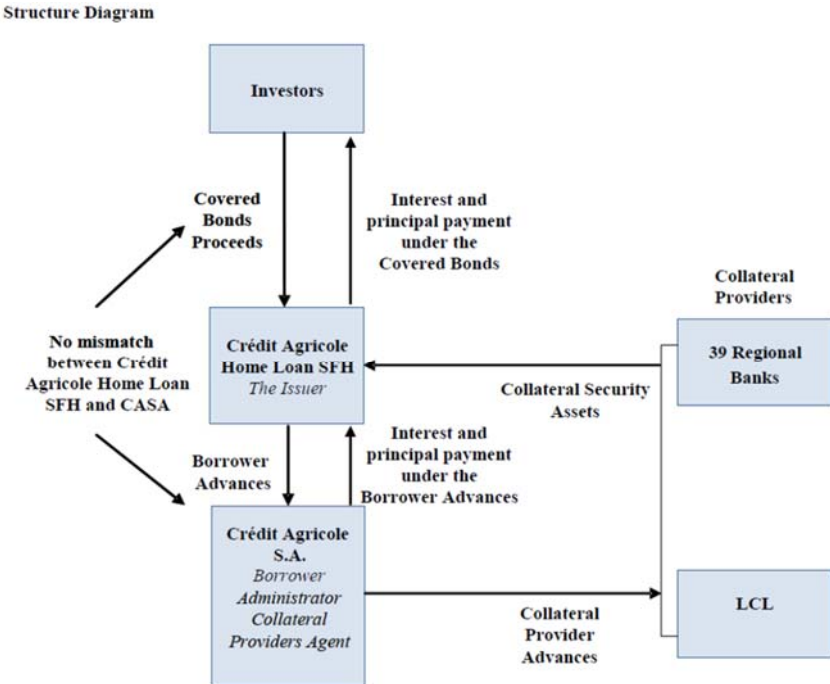 Structure Diagram
Investors
Covered
Bonds
Proceeds
Interest and
principal payment
under the
Covered Bonds
Collateral
Providers
No mismatch
between Crédit
Agricole Home Loan
SFH and CASA
Crédit Agricole
Home Loan SFH
The Issuer
39 Regional
Banks
Collateral Security
Assets
Borrower
Advances
Interest and
principal payment
under the
Borrower Advances
Crédit Agricole
S.A.
Borrower
Administrator
Collateral
Providers Agent
LCL
Collateral
Provider
Advances